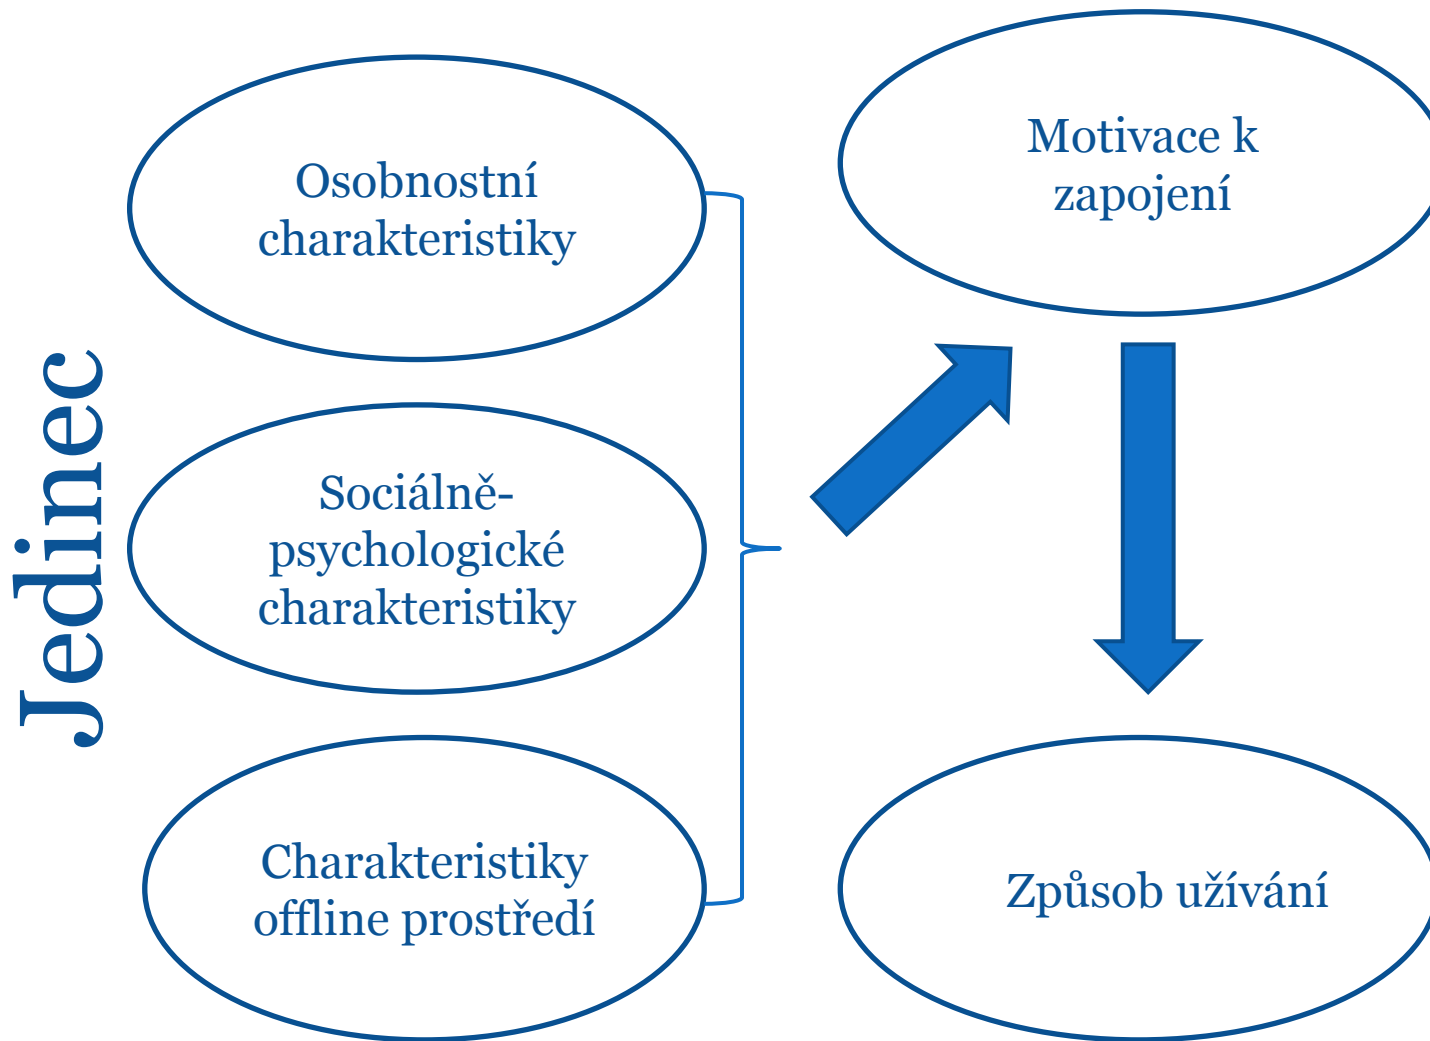 Jedinec
Osobnostní
charakteristiky
Sociálně-
psychologické
charakteristiky
Charakteristiky
offline prostředí
Motivace k
zapojení
Způsob užívání